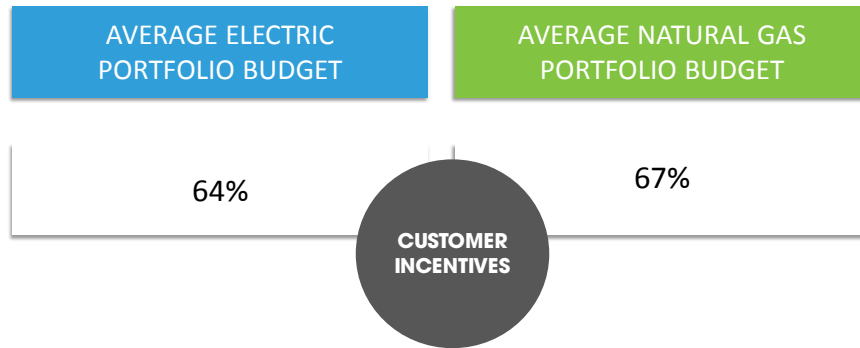 AVERAGE ELECTRIC
PORTFOLIO BUDGET
AVERAGE NATURAL GAS
PORTFOLIO BUDGET
64%
67%
CUSTOMER
INCENTIVES